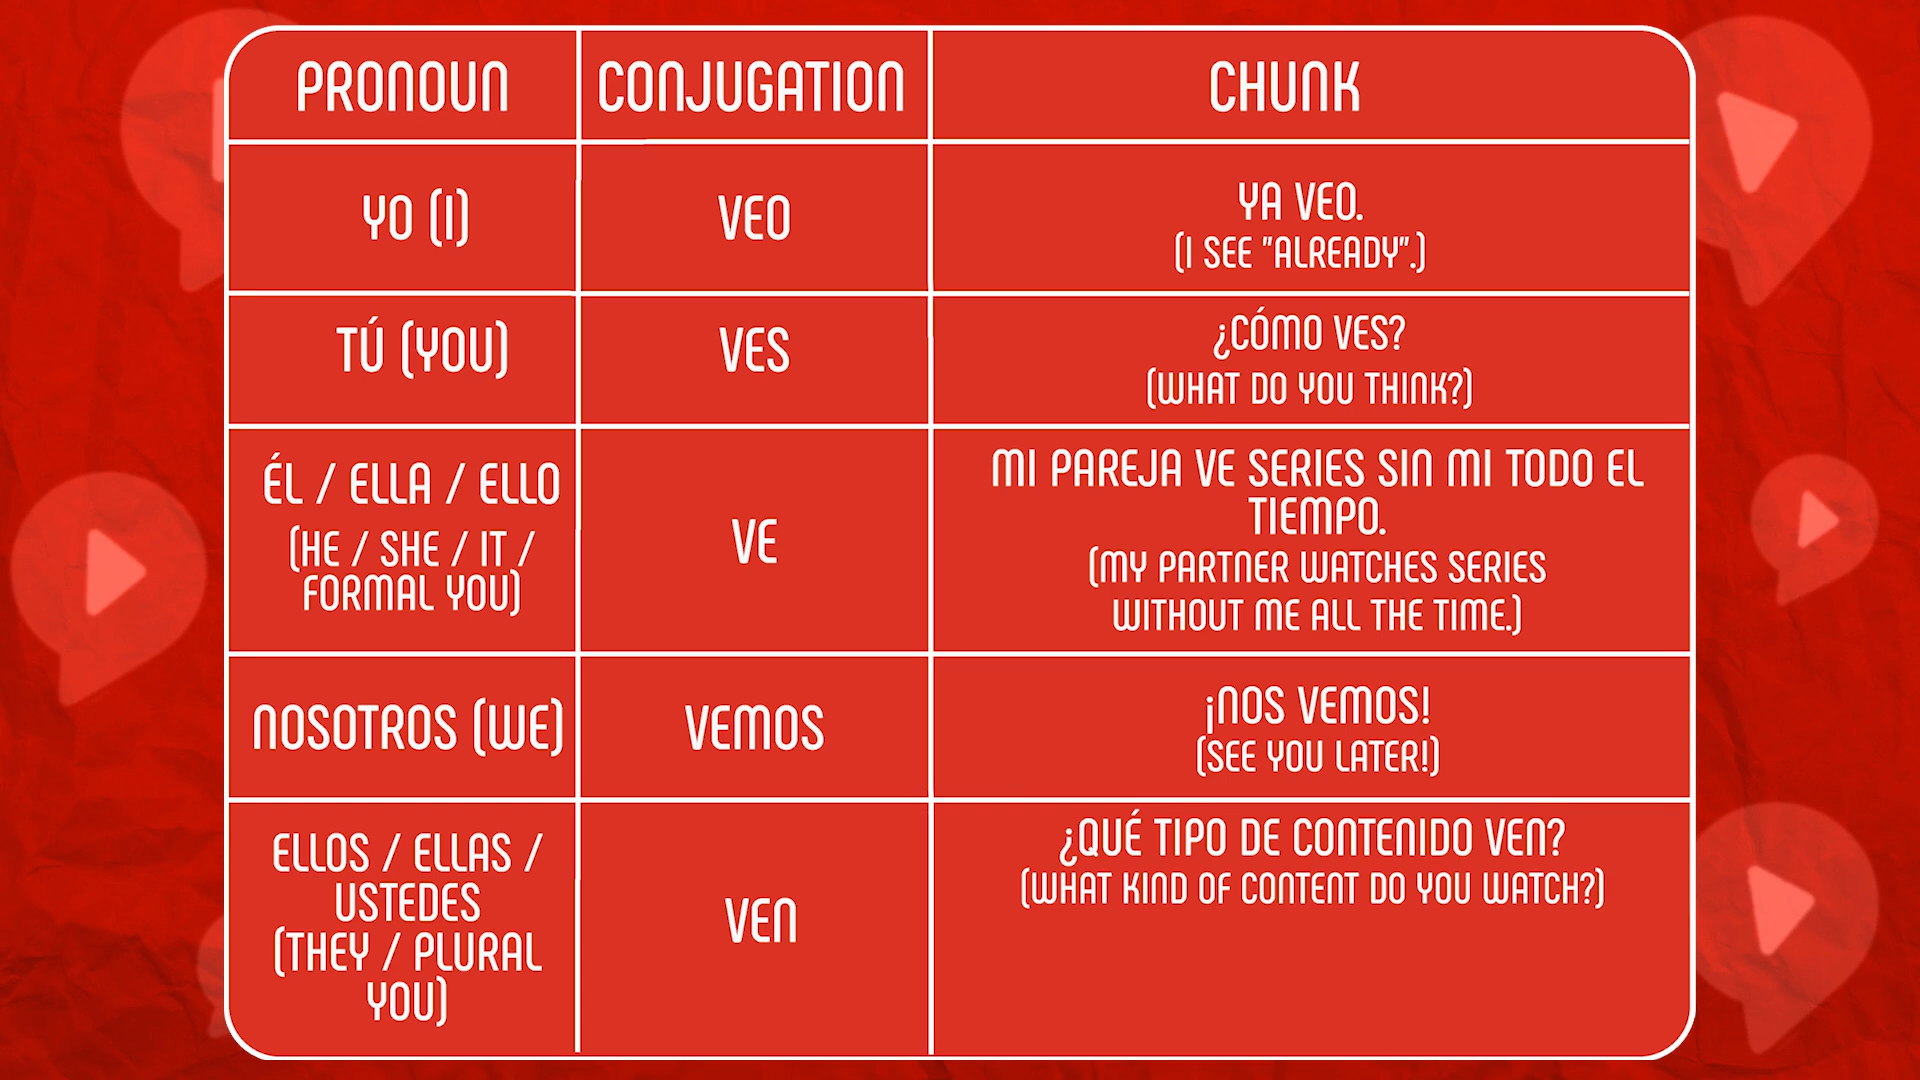 PRONOUN CONJUGATION CHUNK
YO (I) VEO
YA VEO.
(I SEE "ALREADY".)
TÚ (YOU) VES
¿CÓMO VES?
(WHAT DO YOU THINK?)
ÉL / ELLA / ELLO
(HE / SHE / IT /
FORMAL YOU)
VE
MI PAREJA VE SERIES SIN MI TODO EL
TIEMPO.
(MY PARTNER WATCHES SERIES
WITHOUT ME ALL THE TIME.)
NOSOTROS (WE) VEMOS
¡NOS VEMOS!
(SEE YOU LATER!)
ELLOS / ELLAS /
USTEDES
(THEY / PLURAL
YOU)
VEN
¿QUÉ TIPO DE CONTENIDO VEN?
(WHAT KIND OF CONTENT DO YOU WATCH?)